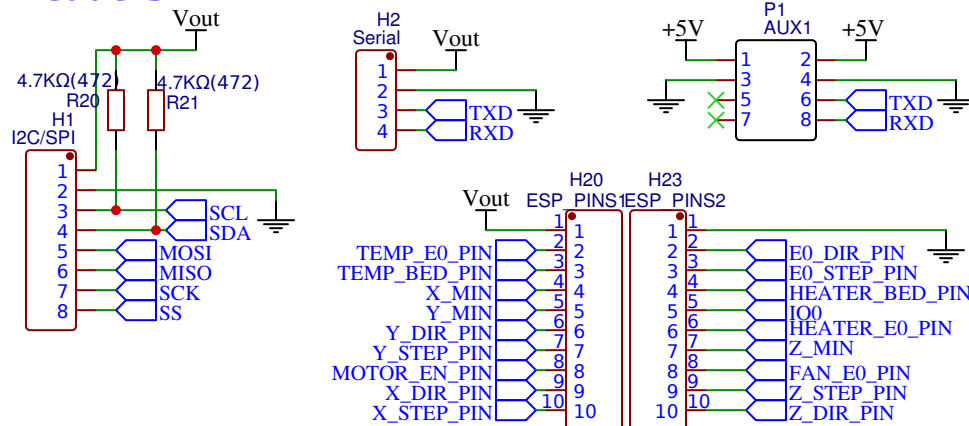 Vout
4.7KΩ(472)
4.7KΩ(472)
R20
R21
H1
I2C/SPI
1
2
3
4
5
6
7
8
SCL
SDA
MOSI
MISO
SCK
SS
H2
Serial
Vout
1
2
3
4
TXD
RXD
P1
AUX1
+5V
+5V
1
2
3
4
5
6
7
8
TXD
RXD
H20
ESP_PINS1
Vout
1 1
TEMP_E0_PIN 2 2
TEMP_BED_PIN 3 3
X_MIN 4 4
Y_MIN 5 5
Y_DIR_PIN 6 6
Y_STEP_PIN 7 7
MOTOR_EN_PIN 8 8
X_DIR_PIN 9 9
X_STEP_PIN 10 10
H23
ESP_PINS2
1 1
2 2 E0_DIR_PIN
3 3 E0_STEP_PIN
4 4 HEATER_BED_PIN
5 5 IO0
6 6 HEATER_E0_PIN
7 7 Z_MIN
8 8 FAN_E0_PIN
9 9 Z_STEP_PIN
10 10 Z_DIR_PIN